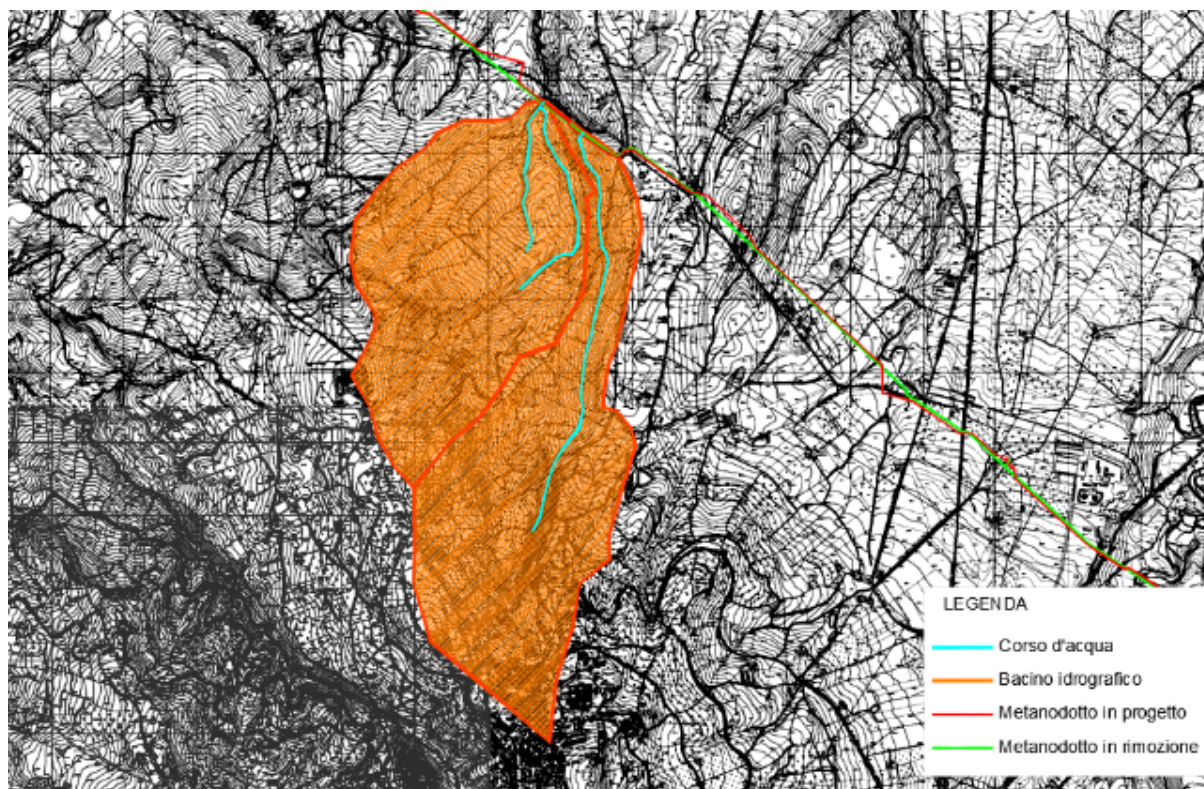 LEGENDA
Corso d'acqua
Bacino idrografico
Metanodotto in progetto
Metanodotto in rimozione